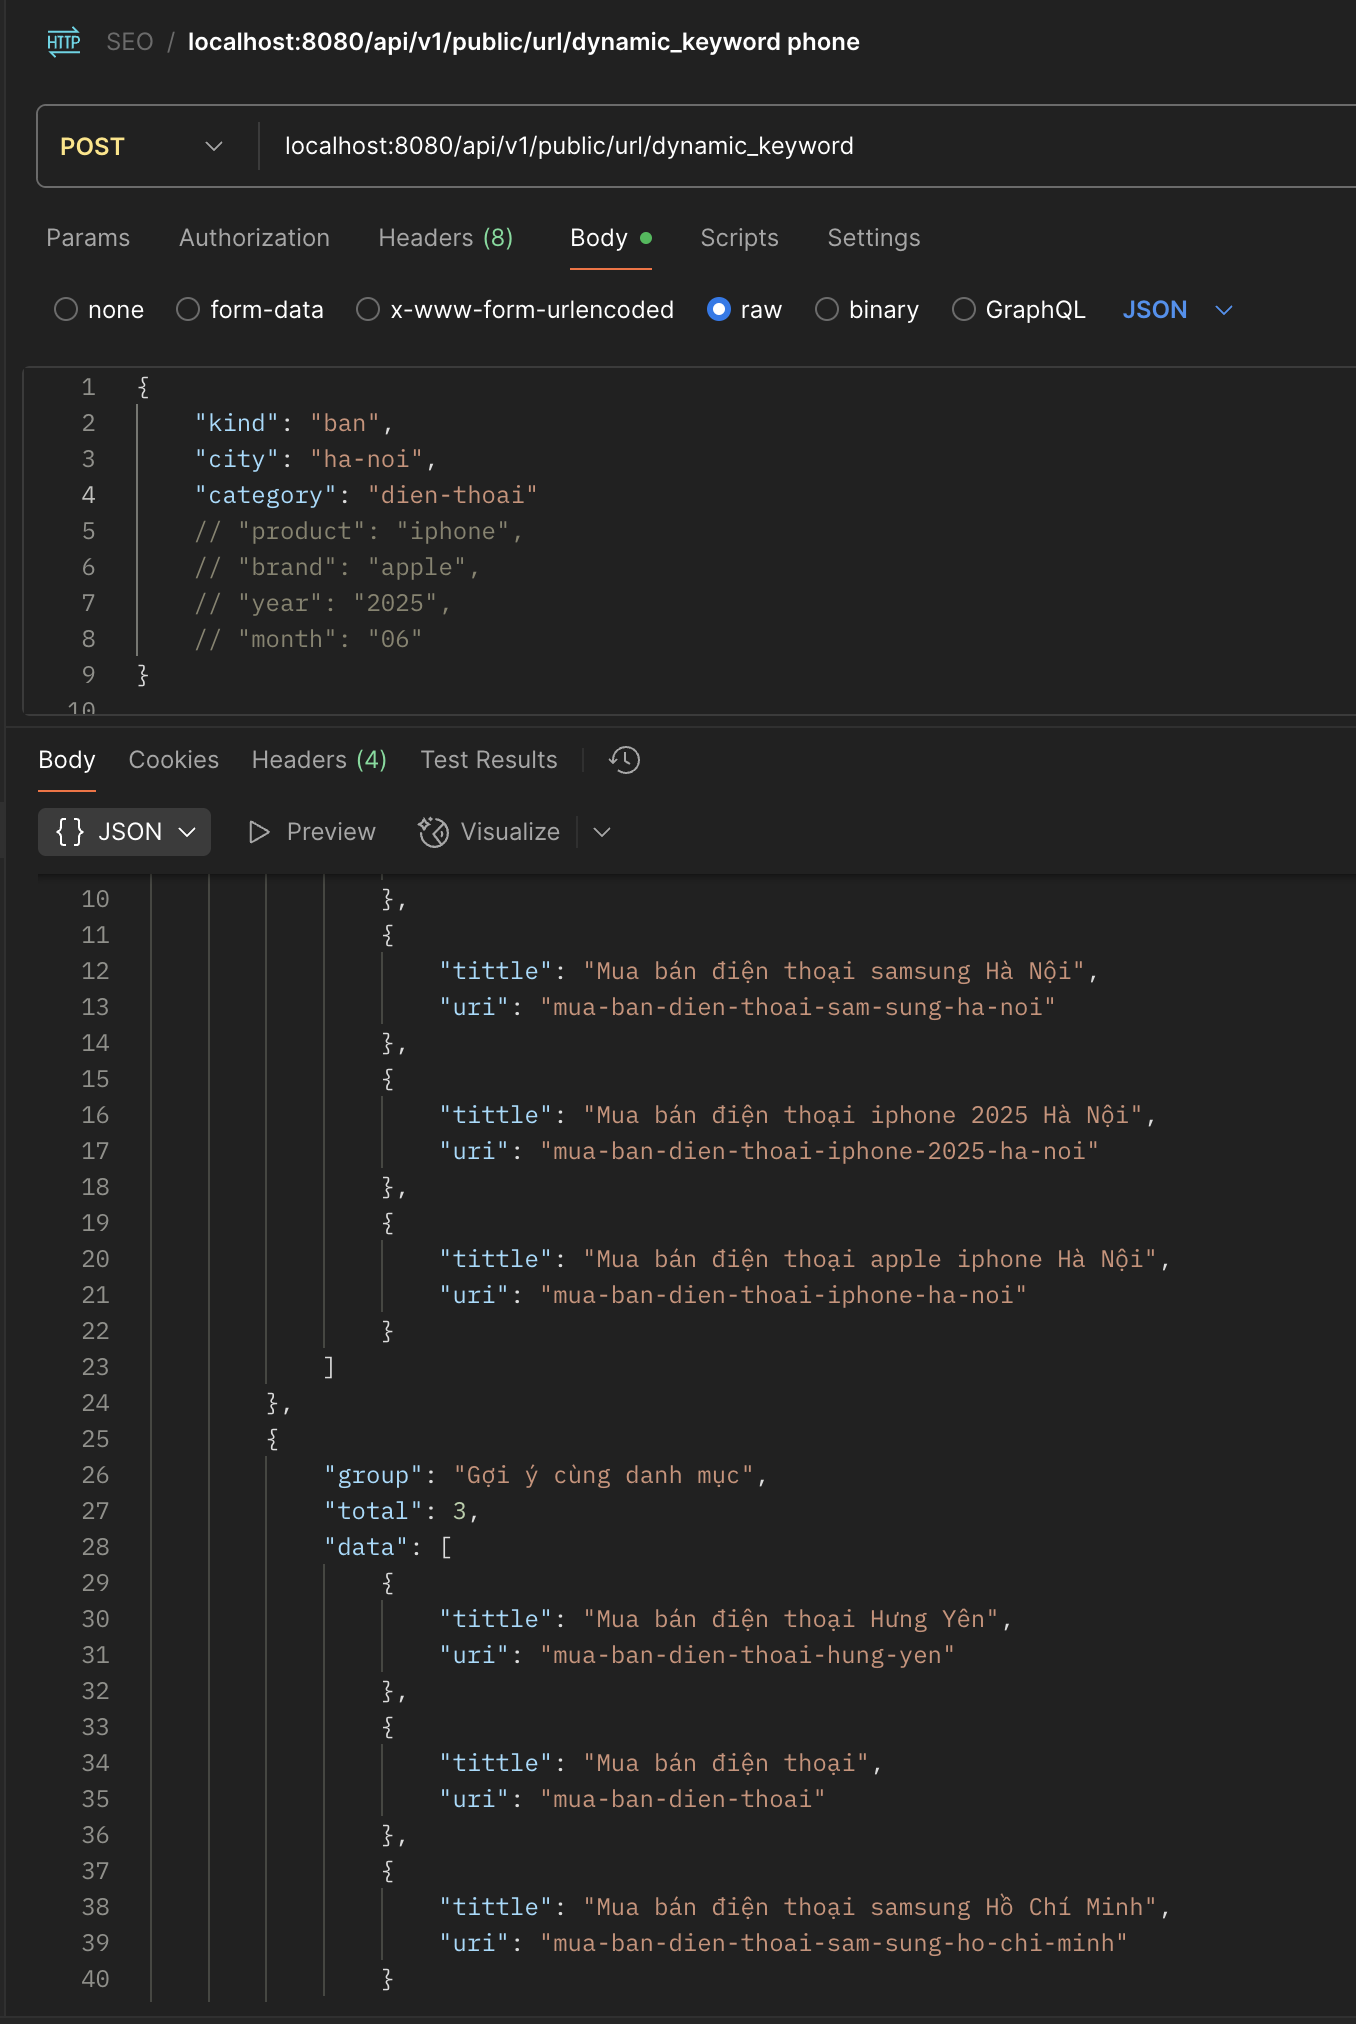 HTTP SEO / localhost:8080/api/v1/public/url/dynamic_keyword phone
POST localhost:8080/api/v1/public/url/dynamic_keyword
Params Authorization Headers (8) Body Scripts Settings
none form-data x-www-form-urlencoded raw binary GraphQL JSON
1 {
2 "kind": "ban",
3 "city": "ha-noi",
4 "category": "dien-thoai"
5 // "product": "iphone",
6 // "brand": "apple",
7 // "year": "2025",
8 // "month": "06"
9 }
10
Body Cookies Headers (4) Test Results
{} JSON Preview Visualize
10 },
11 {
12 "tittle": "Mua bán điện thoại samsung Hà Nội",
13 "uri": "mua-ban-dien-thoai-sam-sung-ha-noi"
14 },
15 {
16 "tittle": "Mua bán điện thoại iphone 2025 Hà Nội",
17 "uri": "mua-ban-dien-thoai-iphone-2025-ha-noi"
18 },
19 {
20 "tittle": "Mua bán điện thoại apple iphone Hà Nội",
21 "uri": "mua-ban-dien-thoai-iphone-ha-noi"
22 }
23 ]
24 },
25 {
26 "group": "Gợi ý cùng danh mục",
27 "total": 3,
28 "data": [
29 {
30 "tittle": "Mua bán điện thoại Hưng Yên",
31 "uri": "mua-ban-dien-thoai-hung-yen"
32 },
33 {
34 "tittle": "Mua bán điện thoại",
35 "uri": "mua-ban-dien-thoai"
36 },
37 {
38 "tittle": "Mua bán điện thoại samsung Hồ Chí Minh",
39 "uri": "mua-ban-dien-thoai-sam-sung-ho-chi-minh"
40 }